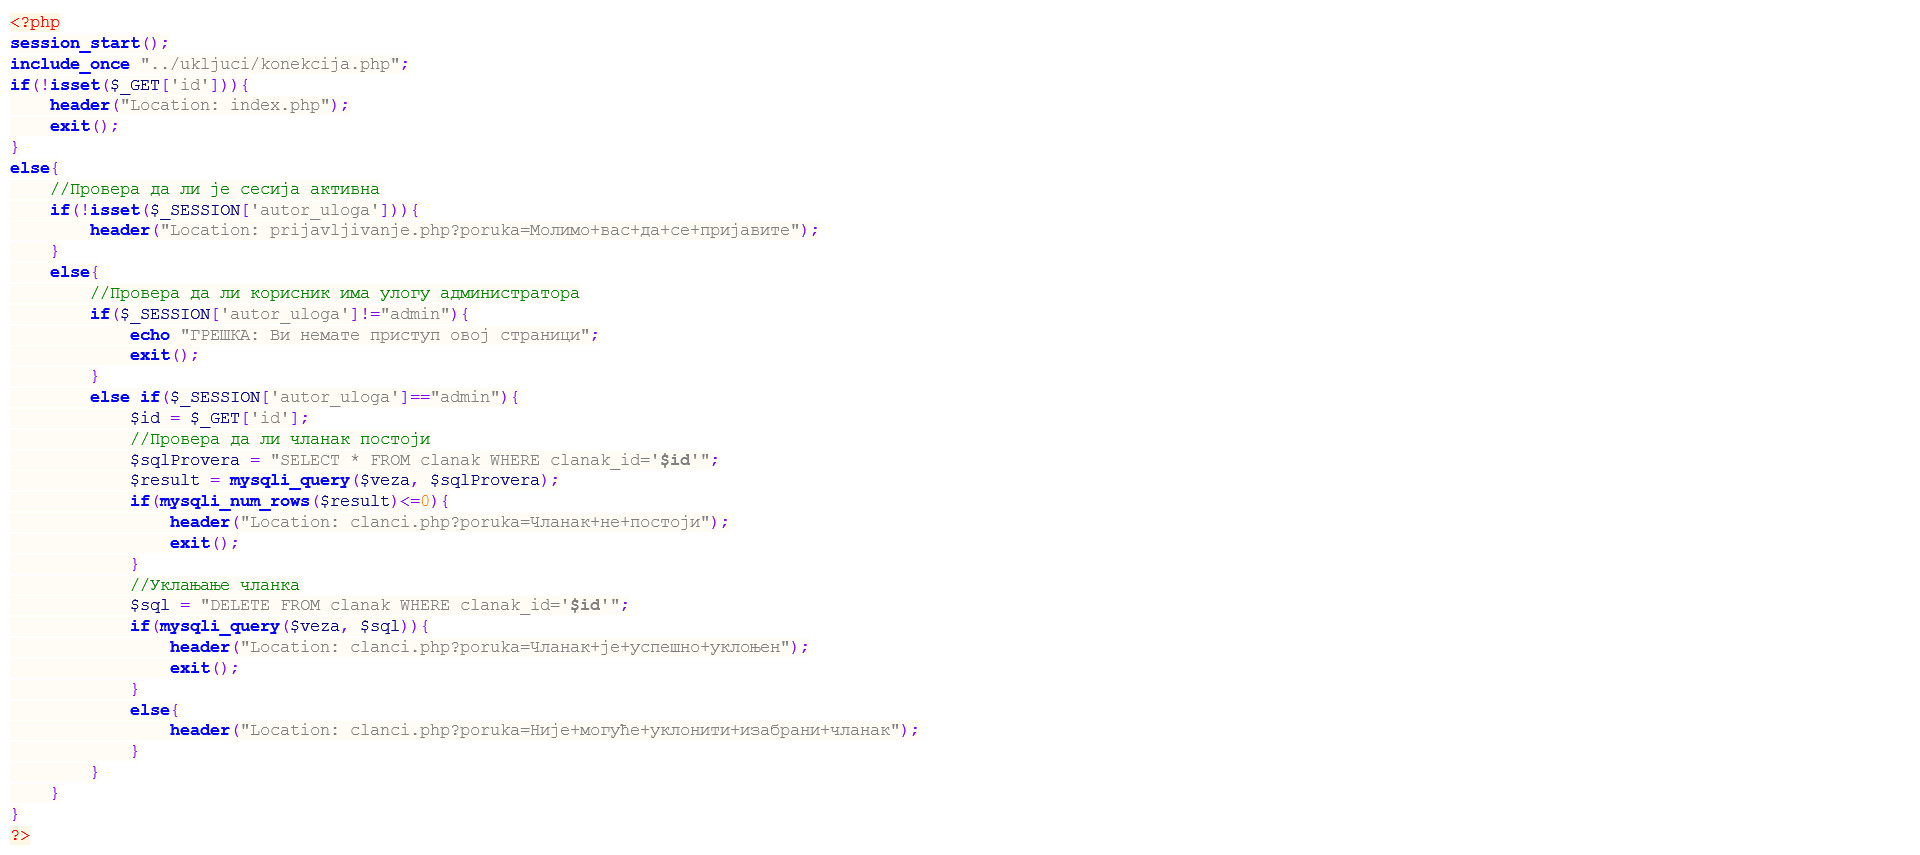 <?php
session_start();
include_once "../ukljuci/konekcija.php";
if(!isset($_GET['id'])){
    header("Location: index.php");
    exit();
}
else{
    //Провера да ли је сесија активна
    if(!isset($_SESSION['autor_uloga'])){
        header("Location: prijavljivanje.php?poruka=Молимо+вас+да+се+пријавите");
    }
    else{
        //Провера да ли корисник има улогу администратора
        if($_SESSION['autor_uloga']!="admin"){
            echo "ГРЕШКА: Ви немате приступ овој страници";
            exit();
        }
        else if($_SESSION['autor_uloga']=="admin"){
            $id = $_GET['id'];
            //Провера да ли чланак постоји
            $sqlProvera = "SELECT * FROM clanak WHERE clanak_id='$id'";
            $result = mysqli_query($veza, $sqlProvera);
            if(mysqli_num_rows($result)<=0){
                header("Location: clanci.php?poruka=Чланак+не+постоји");
                exit();
            }
            //Уклањање чланка
            $sql = "DELETE FROM clanak WHERE clanak_id='$id'";
            if(mysqli_query($veza, $sql)){
                header("Location: clanci.php?poruka=Чланак+је+успешно+уклоњен");
                exit();
            }
            else{
                header("Location: clanci.php?poruka=Није+могуће+уклонити+изабрани+чланак");
            }
        }
    }
}
?>